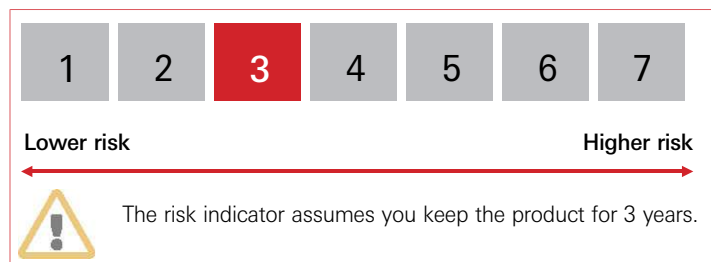 1 2 3 4 5 6 7
Lower risk Higher risk
The risk indicator assumes you keep the product for 3 years.